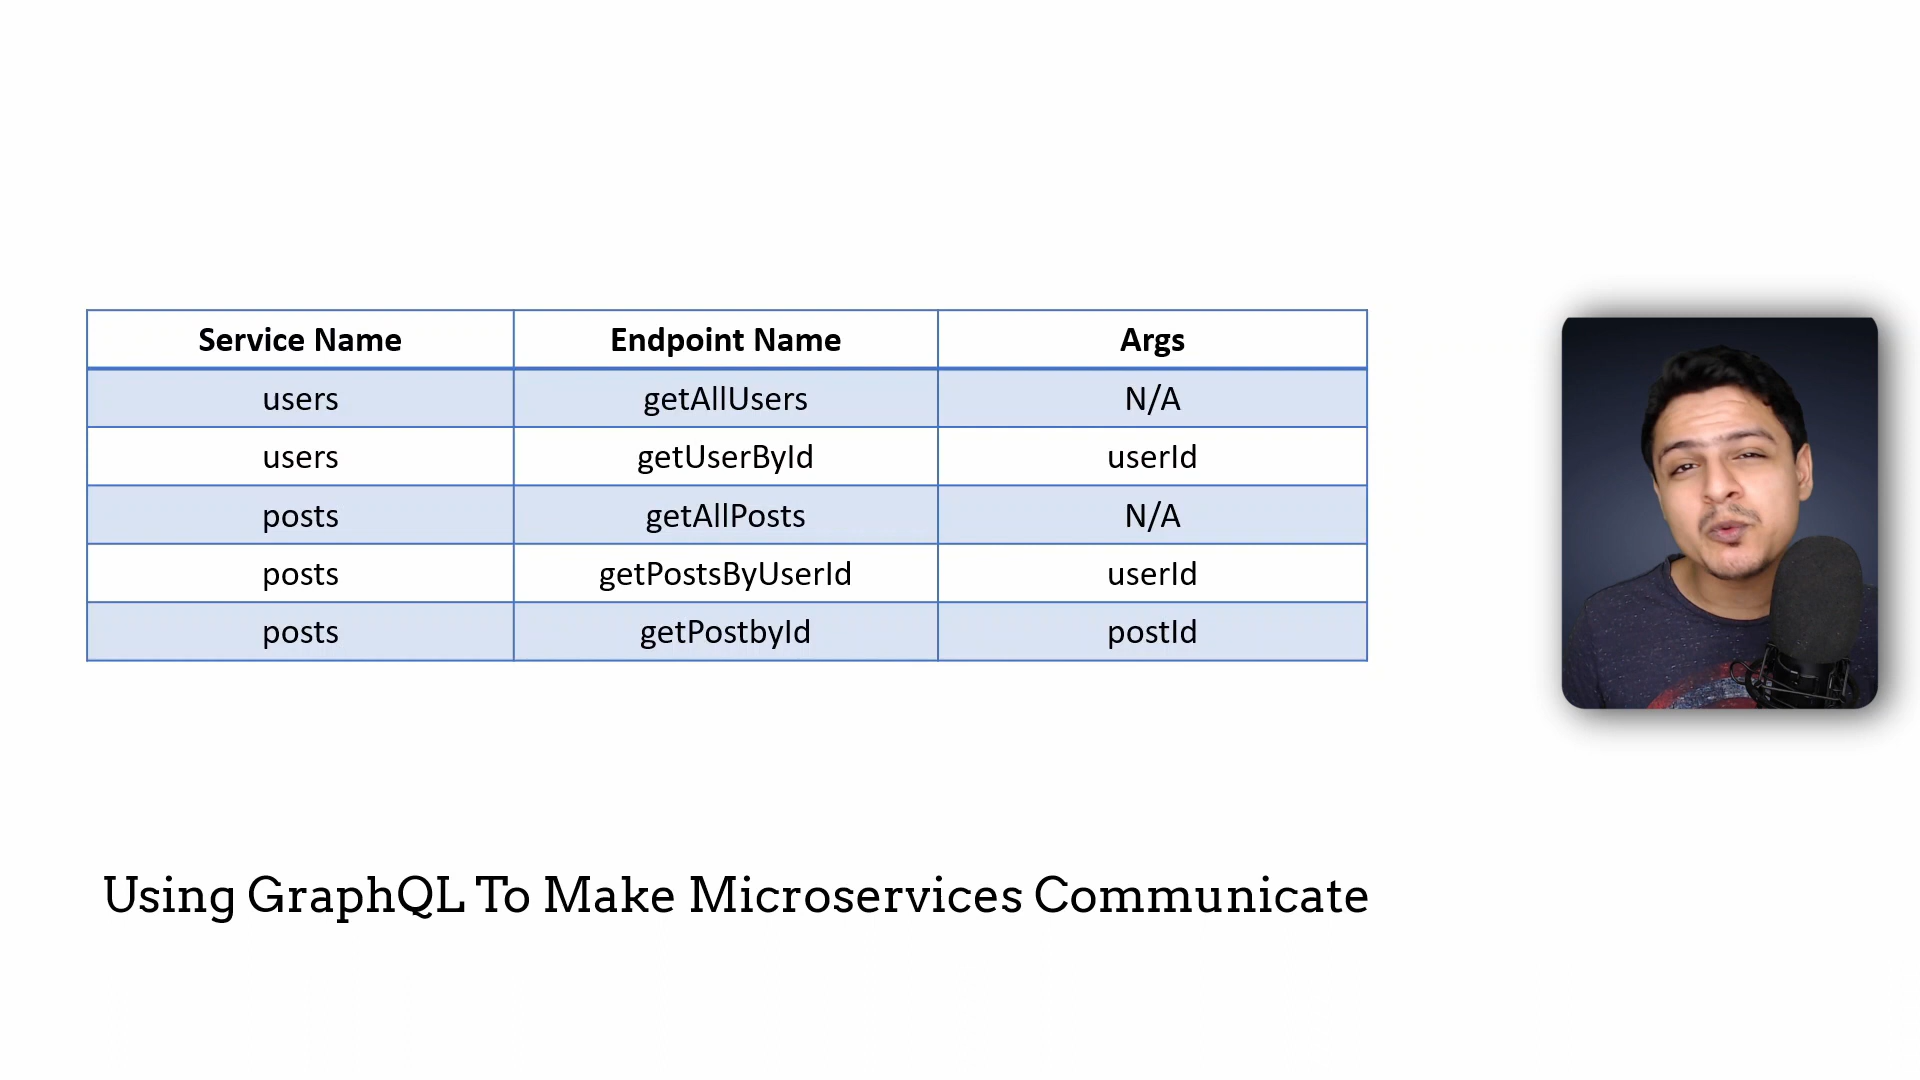 Service Name Endpoint Name Args
users getAllUsers N/A
users getUserById userId
posts getAllPosts N/A
posts getPostsByUserId userId
posts getPostbyId postId
Using GraphQL To Make Microservices Communicate